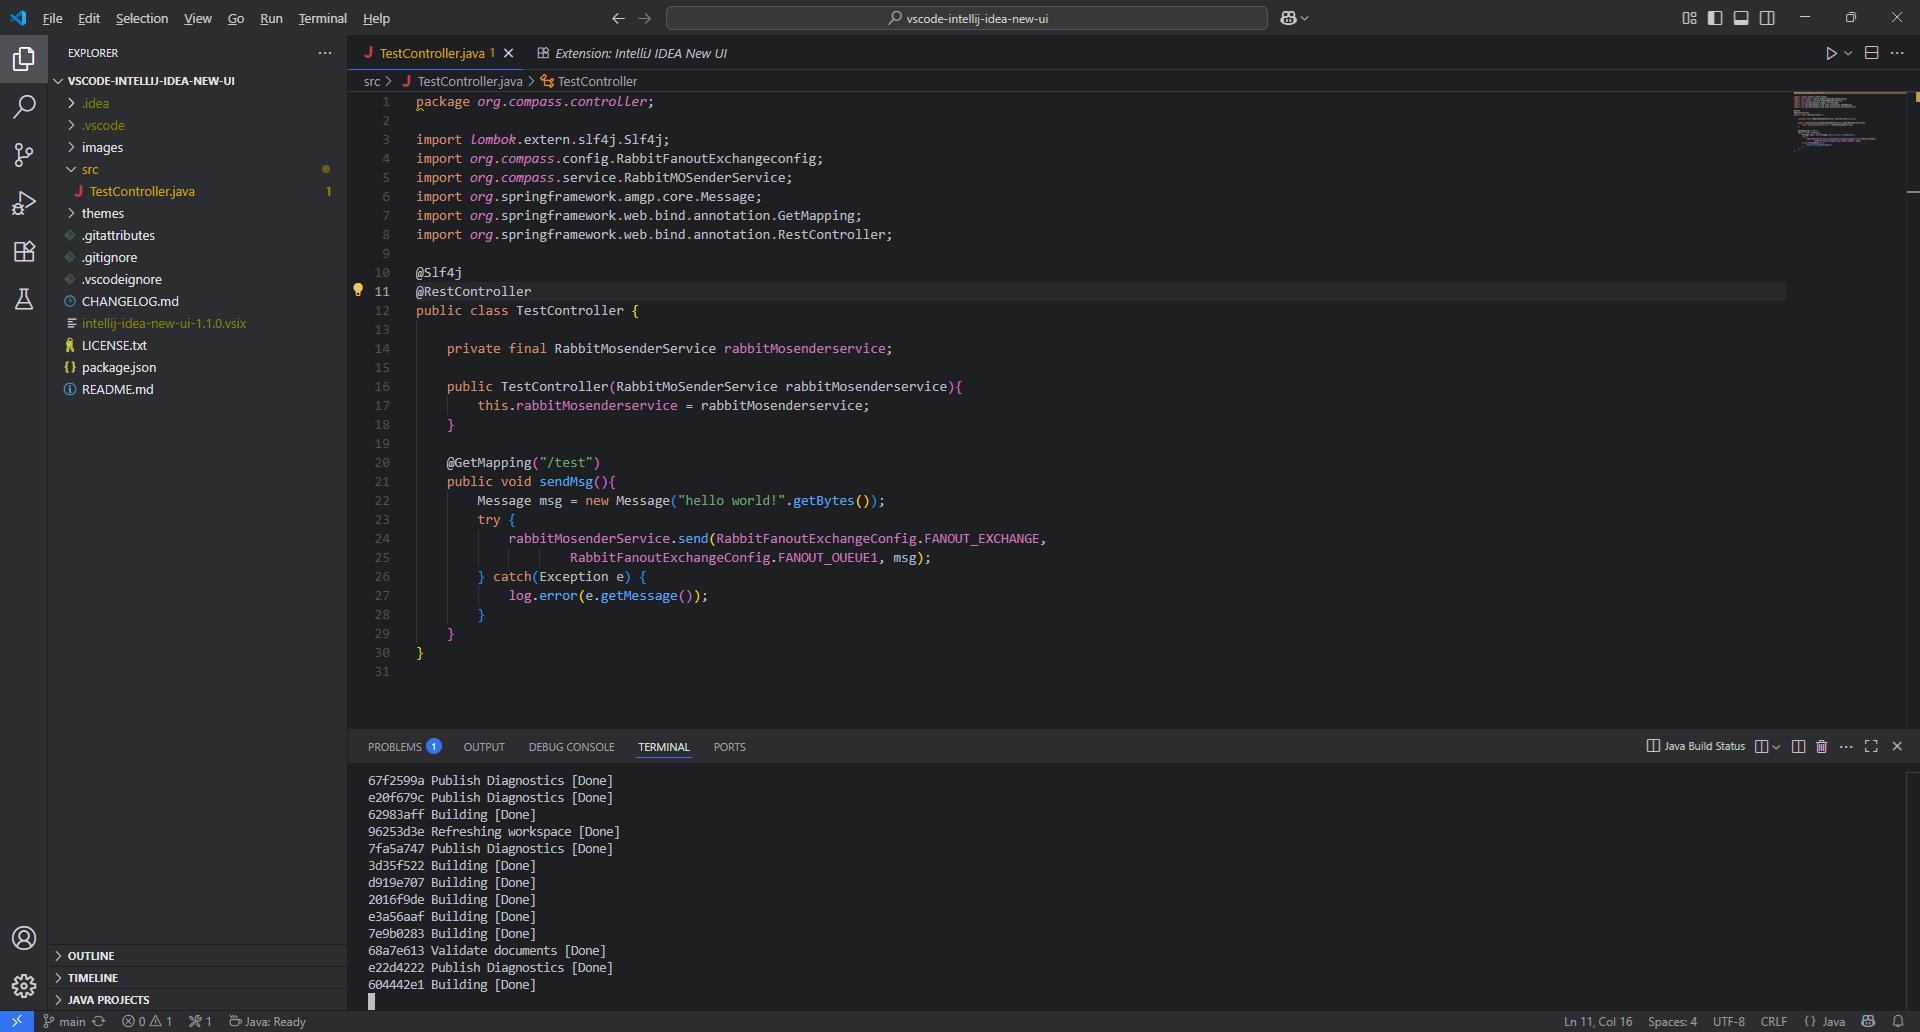 File Edit Selection View Go Run Terminal Help
vscode-intellij-idea-new-ui
EXPLORER
VSCODE-INTELLIJ-IDEA-NEW-UI
.idea
.vscode
images
src
TestController.java 1
themes
.gitattributes
.gitignore
.vscodeignore
CHANGELOG.md
intellij-idea-new-ui-1.1.0.vsix
LICENSE.txt
package.json
README.md
OUTLINE
TIMELINE
JAVA PROJECTS
TestController.java 1
Extension: IntelliJ IDEA New UI
src > TestController.java > TestController
1 package org.compass.controller;
2
3 import lombok.extern.slf4j.Slf4j;
4 import org.compass.config.RabbitFanoutExchangeconfig;
5 import org.compass.service.RabbitMOSenderService;
6 import org.springframework.amgp.core.Message;
7 import org.springframework.web.bind.annotation.GetMapping;
8 import org.springframework.web.bind.annotation.RestController;
9
10 @Slf4j
11 @RestController
12 public class TestController {
13
14 private final RabbitMosenderService rabbitMosenderservice;
15
16 public TestController(RabbitMoSenderService rabbitMosenderservice){
17 this.rabbitMosenderservice = rabbitMosenderservice;
18 }
19
20 @GetMapping("/test")
21 public void sendMsg(){
22 Message msg = new Message("hello world!".getBytes());
23 try {
24 rabbitMosenderService.send(RabbitFanoutExchangeConfig.FANOUT_EXCHANGE,
25 RabbitFanoutExchangeConfig.FANOUT_OUEUE1, msg);
26 } catch(Exception e) {
27 log.error(e.getMessage());
28 }
29 }
30 }
31
PROBLEMS 1 OUTPUT DEBUG CONSOLE TERMINAL PORTS
Java Build Status
67f2599a Publish Diagnostics [Done]
e20f679c Publish Diagnostics [Done]
62983aff Building [Done]
96253d3e Refreshing workspace [Done]
7fa5a747 Publish Diagnostics [Done]
3d35f522 Building [Done]
d919e707 Building [Done]
2016f9de Building [Done]
e3a56aaf Building [Done]
7e9b0283 Building [Done]
68a7e613 Validate documents [Done]
e22d4222 Publish Diagnostics [Done]
604442e1 Building [Done]
main 0 1 1 Java: Ready
Ln 11, Col 16 Spaces: 4 UTF-8 CRLF {} Java